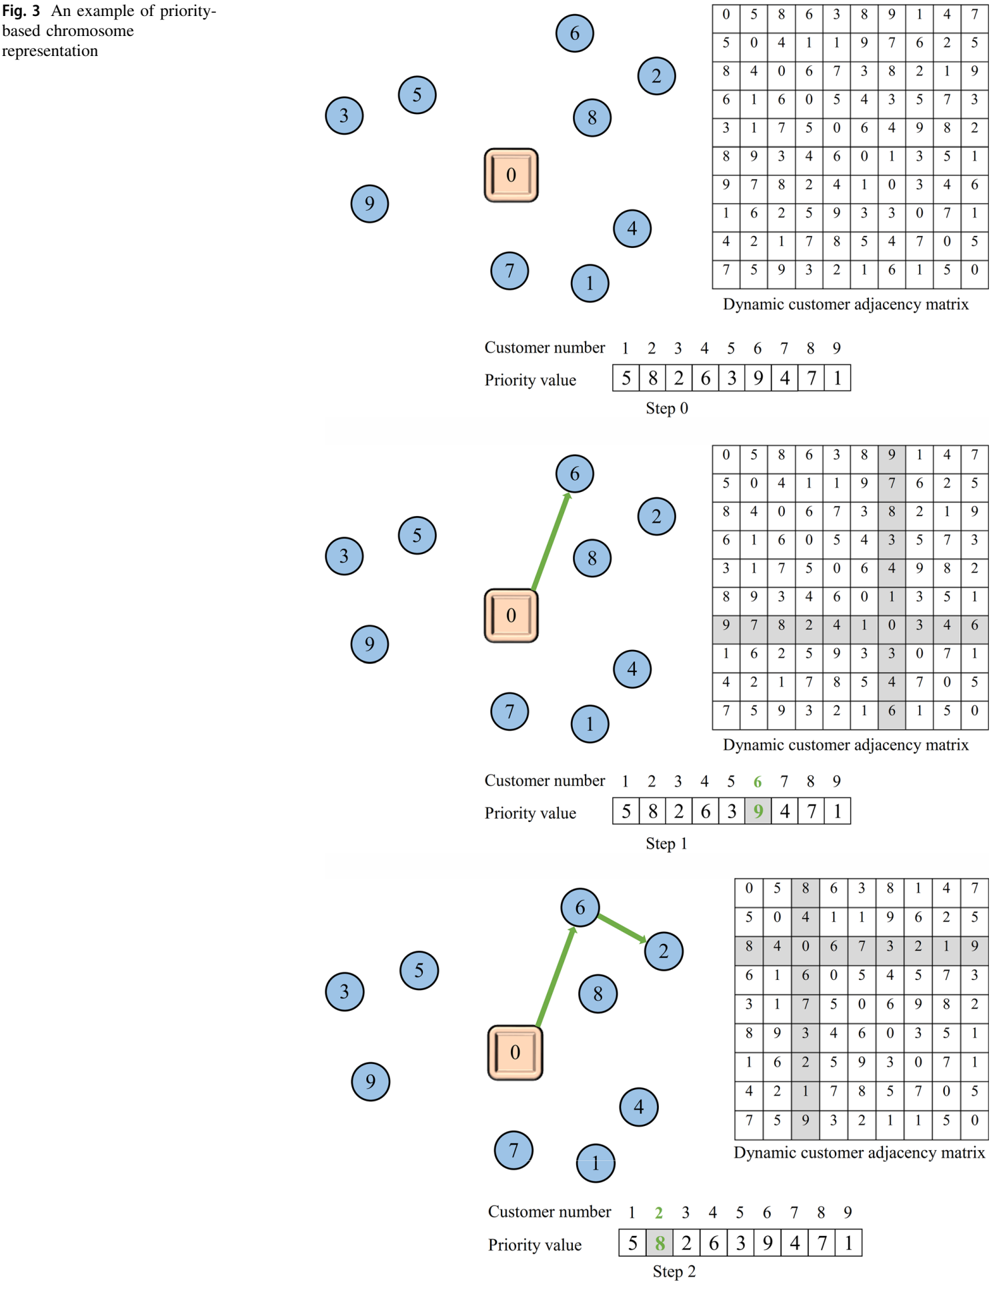 Fig. 3 An example of priority-
based chromosome
representation
6
2
5
3
8
0
9
4
7
1
0 5 8 6 3 8 9 1 4 7
5 0 4 1 1 9 7 6 2 5
8 4 0 6 7 3 8 2 1 9
6 1 6 0 5 4 3 5 7 3
3 1 7 5 0 6 4 9 8 2
8 9 3 4 6 0 1 3 5 1
9 7 8 2 4 1 0 3 4 6
1 6 2 5 9 3 3 0 7 1
4 2 1 7 8 5 4 7 0 5
7 5 9 3 2 1 6 1 5 0
Dynamic customer adjacency matrix
Customer number 1 2 3 4 5 6 7 8 9
Priority value 5 8 2 6 3 9 4 7 1
Step 0
6
2
5
3
8
0
9
4
7
1
0 5 8 6 3 8 9 1 4 7
5 0 4 1 1 9 7 6 2 5
8 4 0 6 7 3 8 2 1 9
6 1 6 0 5 4 3 5 7 3
3 1 7 5 0 6 4 9 8 2
8 9 3 4 6 0 1 3 5 1
9 7 8 2 4 1 0 3 4 6
1 6 2 5 9 3 3 0 7 1
4 2 1 7 8 5 4 7 0 5
7 5 9 3 2 1 6 1 5 0
Dynamic customer adjacency matrix
Customer number 1 2 3 4 5 6 7 8 9
Priority value 5 8 2 6 3 9 4 7 1
Step 1
6
2
5
3
8
0
9
4
7
1
0 5 8 6 3 8 1 4 7
5 0 4 1 1 9 6 2 5
8 4 0 6 7 3 2 1 9
6 1 6 0 5 4 5 7 3
3 1 7 5 0 6 9 8 2
8 9 3 4 6 0 3 5 1
1 6 2 5 9 3 0 7 1
4 2 1 7 8 5 7 0 5
7 5 9 3 2 1 1 5 0
Dynamic customer adjacency matrix
Customer number 1 2 3 4 5 6 7 8 9
Priority value 5 8 2 6 3 9 4 7 1
Step 2